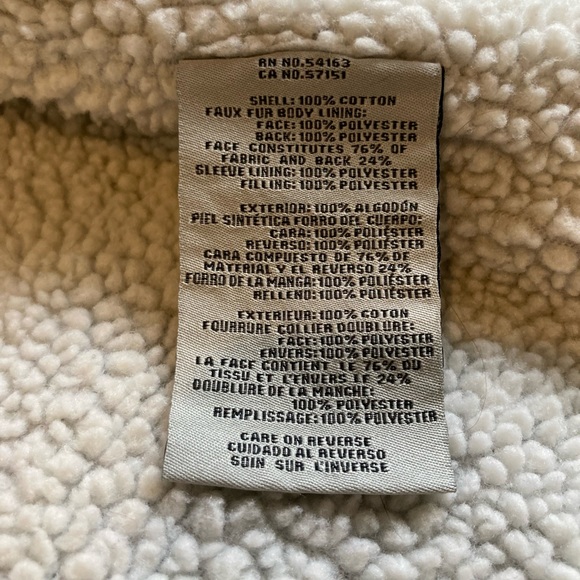 RN NO.54163
CA NO.57151
SHELL: 100% COTTON
FAUX FUR BODY LINING:
FACE: 100% POLYESTER
BACK: 100% POLYESTER
FACE CONSTITUTES 76% OF
FABRIC AND BACK 24%
SLEEVE LINING: 100% POLYESTER
FILLING: 100% POLYESTER
EXTERIOR: 100% ALGODÓN
PIEL SINTÉTICA FORRO DEL CUERPO:
CARA: 100% POLIÉSTER
REVERSO: 100% POLIÉSTER
CARA COMPUESTO DE 76% DE
MATERIAL Y EL REVERSO 24%
FORRO DE LA MANGA: 100% POLIÉSTER
RELLENO: 100% POLIÉSTER
EXTERIEUR: 100% COTON
FOURRURE COLLIER DOUBLURE:
FACE: 100% POLYESTER
ENVERS: 100% POLYESTER
LA FACE CONTIENT LE 76% DU
TISSU ET L'ENVERS LE 24%
DOUBLURE DE LA MANCHE:
100% POLYESTER
REMPLISSAGE: 100% POLYESTER
CARE ON REVERSE
CUIDADO AL REVERSO
SOIN SUR L'INVERSE